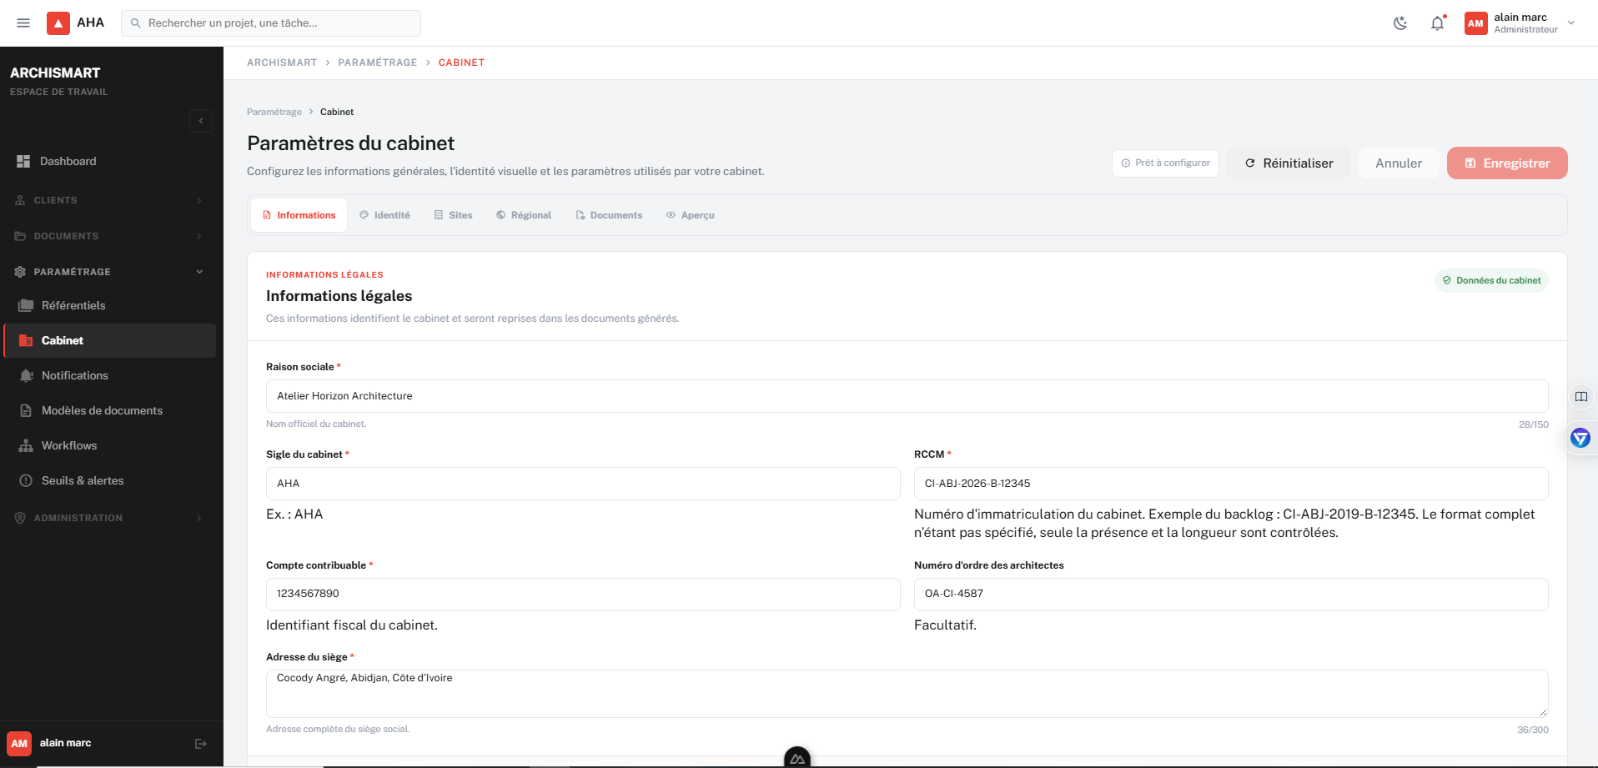 AHA
Rechercher un projet, une tâche...
alain marc
Administrateur
ARCHISMART
ESPACE DE TRAVAIL
Dashboard
CLIENTS
DOCUMENTS
PARAMÉTRAGE
Référentiels
Cabinet
Notifications
Modèles de documents
Workflows
Seuils & alertes
ADMINISTRATION
AM alain marc
ARCHISMART > PARAMÉTRAGE > CABINET
Paramétrage > Cabinet
Paramètres du cabinet
Configurez les informations générales, l'identité visuelle et les paramètres utilisés par votre cabinet.
Prêt à configurer
Réinitialiser
Annuler
Enregistrer
Informations Identité Sites Régional Documents Aperçu
INFORMATIONS LÉGALES
Informations légales
Ces informations identifient le cabinet et seront reprises dans les documents générés.
Données du cabinet
Raison sociale *
Atelier Horizon Architecture
Nom officiel du cabinet. 28/150
Sigle du cabinet *
AHA
Ex. : AHA
RCCM *
CI-ABJ-2026-B-12345
Numéro d'immatriculation du cabinet. Exemple du backlog : CI-ABJ-2019-B-12345. Le format complet
n'étant pas spécifié, seule la présence et la longueur sont contrôlées.
Compte contribuable *
1234567890
Identifiant fiscal du cabinet.
Numéro d'ordre des architectes
OA-CI-4587
Facultatif.
Adresse du siège *
Cocody Angré, Abidjan, Côte d'Ivoire
Adresse complète du siège social. 36/300
AM